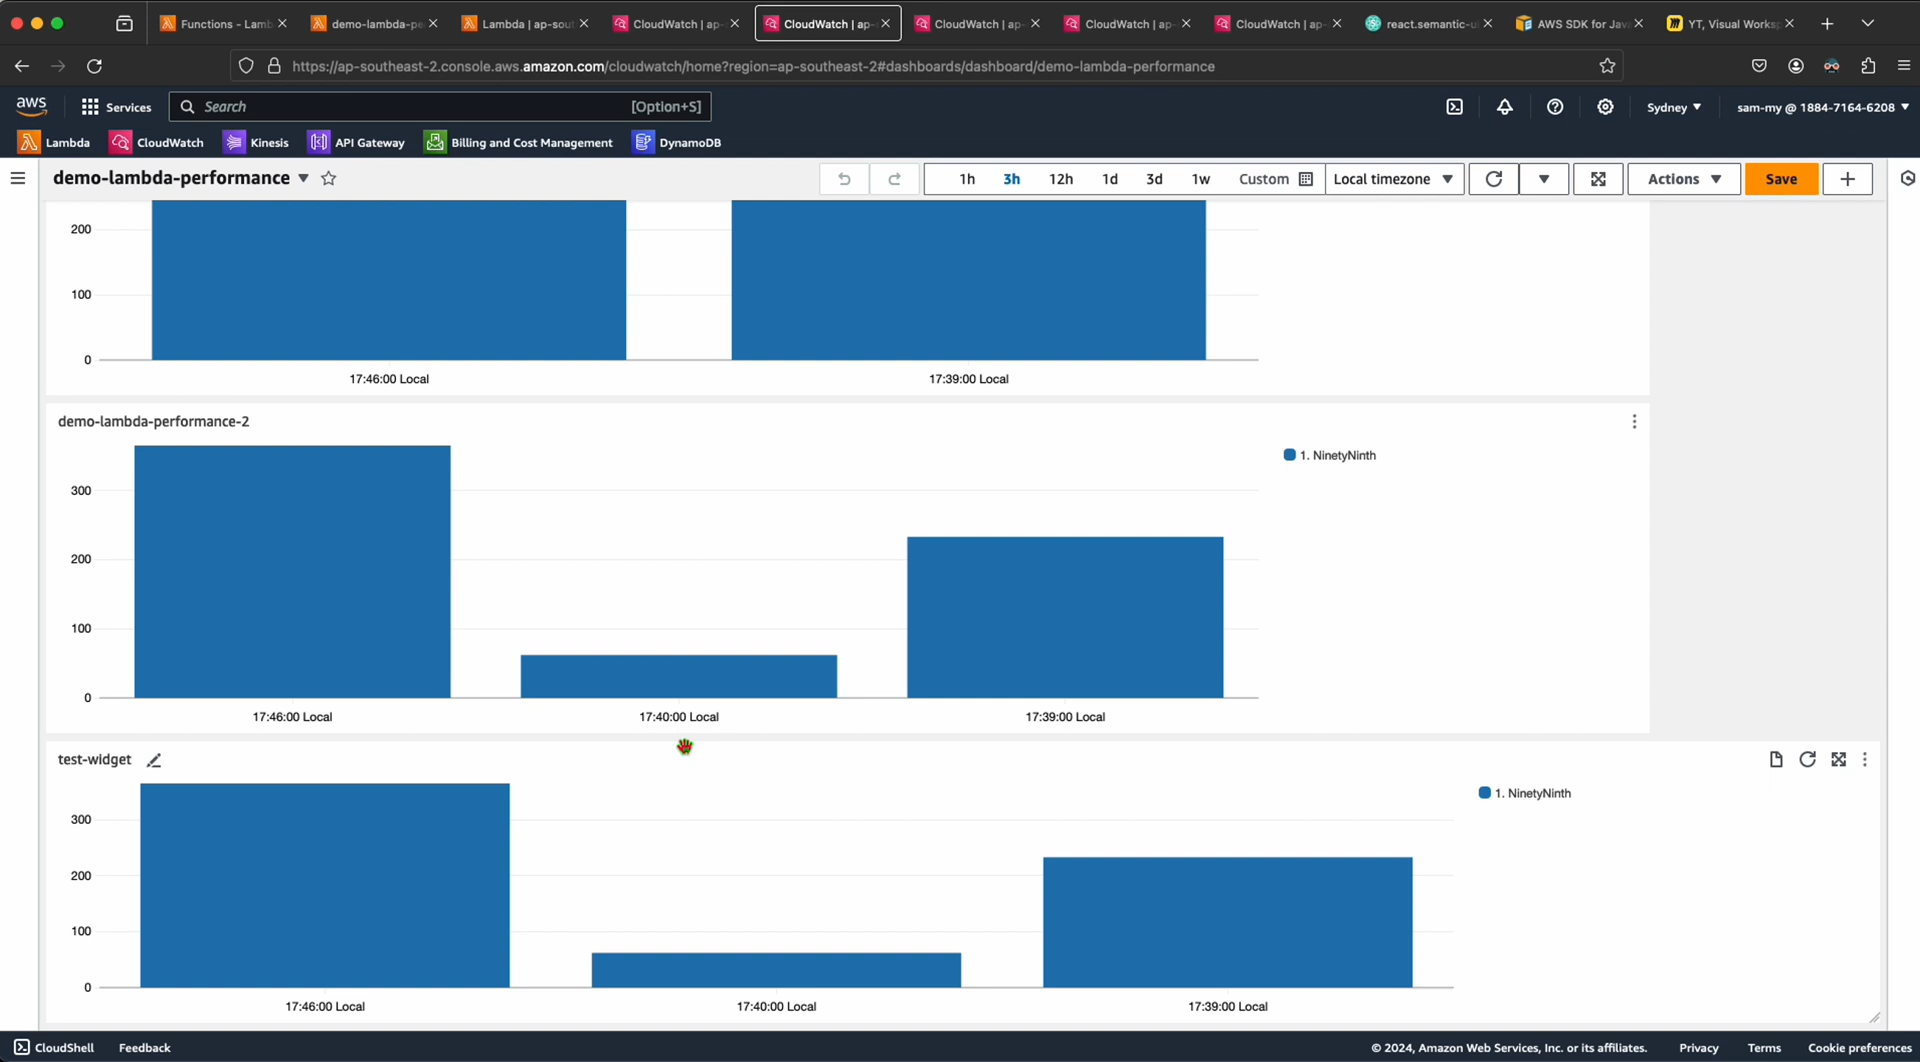 Functions - Lamb
demo-lambda-pe
Lambda | ap-sou
CloudWatch | ap-
CloudWatch | ap-
CloudWatch | ap-
CloudWatch | ap-
CloudWatch | ap-
react.semantic-u
AWS SDK for Jav
YT, Visual Works
https://ap-southeast-2.console.aws.amazon.com/cloudwatch/home?region=ap-southeast-2#dashboards/dashboard/demo-lambda-performance
aws
Services
Search
[Option+S]
Sydney
sam-my @ 1884-7164-6208
Lambda
CloudWatch
Kinesis
API Gateway
Billing and Cost Management
DynamoDB
demo-lambda-performance
1h
3h
12h
1d
3d
1w
Custom
Local timezone
Actions
Save
200
100
0
17:46:00 Local
17:39:00 Local
demo-lambda-performance-2
1. NinetyNinth
300
200
100
0
17:46:00 Local
17:40:00 Local
17:39:00 Local
test-widget
1. NinetyNinth
300
200
100
0
17:46:00 Local
17:40:00 Local
17:39:00 Local
CloudShell
Feedback
© 2024, Amazon Web Services, Inc. or its affiliates.
Privacy
Terms
Cookie preferences